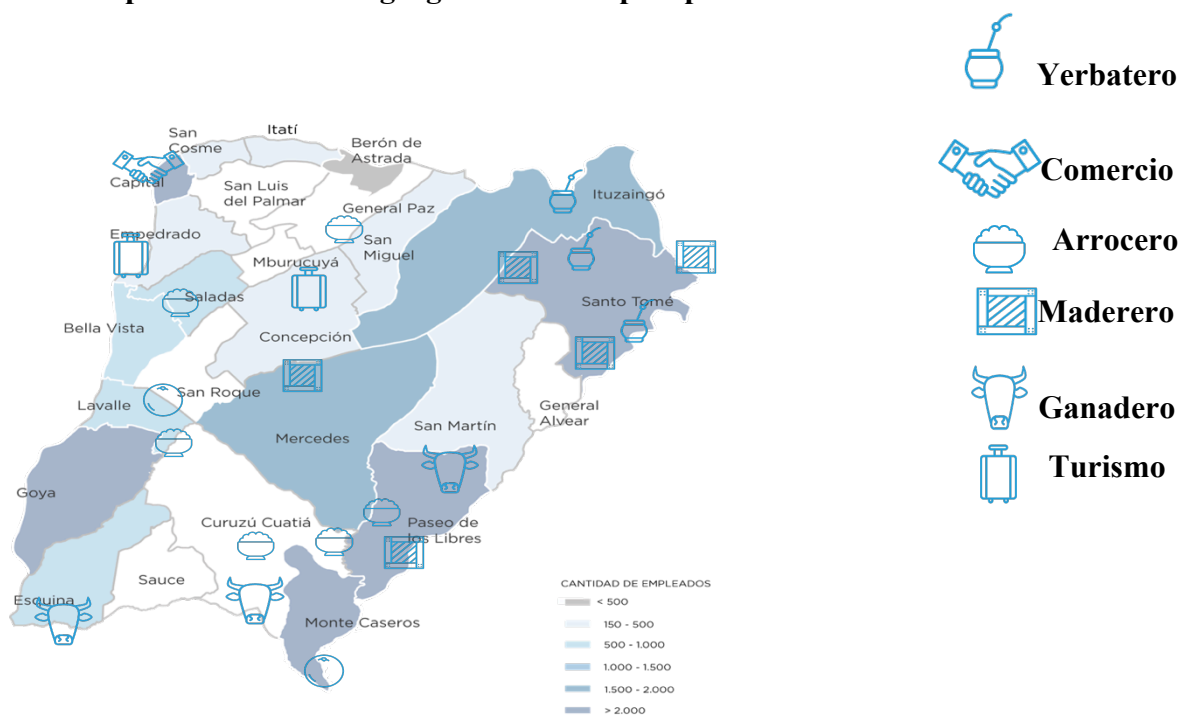 Yerbatero
Comercio
Arrocero
Maderero
Ganadero
Turismo
San
Cosme
Itatí
Berón de
Astrada
Capital
San Luis
del Palmar
General Paz
Ituzaingó
Empedrado
San
Miguel
Mburucuyá
Saladas
Santo Tomé
Bella Vista
Concepción
San Roque
Lavalle
General
Alvear
San Martín
Mercedes
Goya
Curuzú Cuatiá
Paseo de
los Libres
Sauce
Esquina
Monte Caseros
CANTIDAD DE EMPLEADOS
< 500
150 - 500
500 - 1.000
1.000 - 1.500
1.500 - 2.000
> 2.000